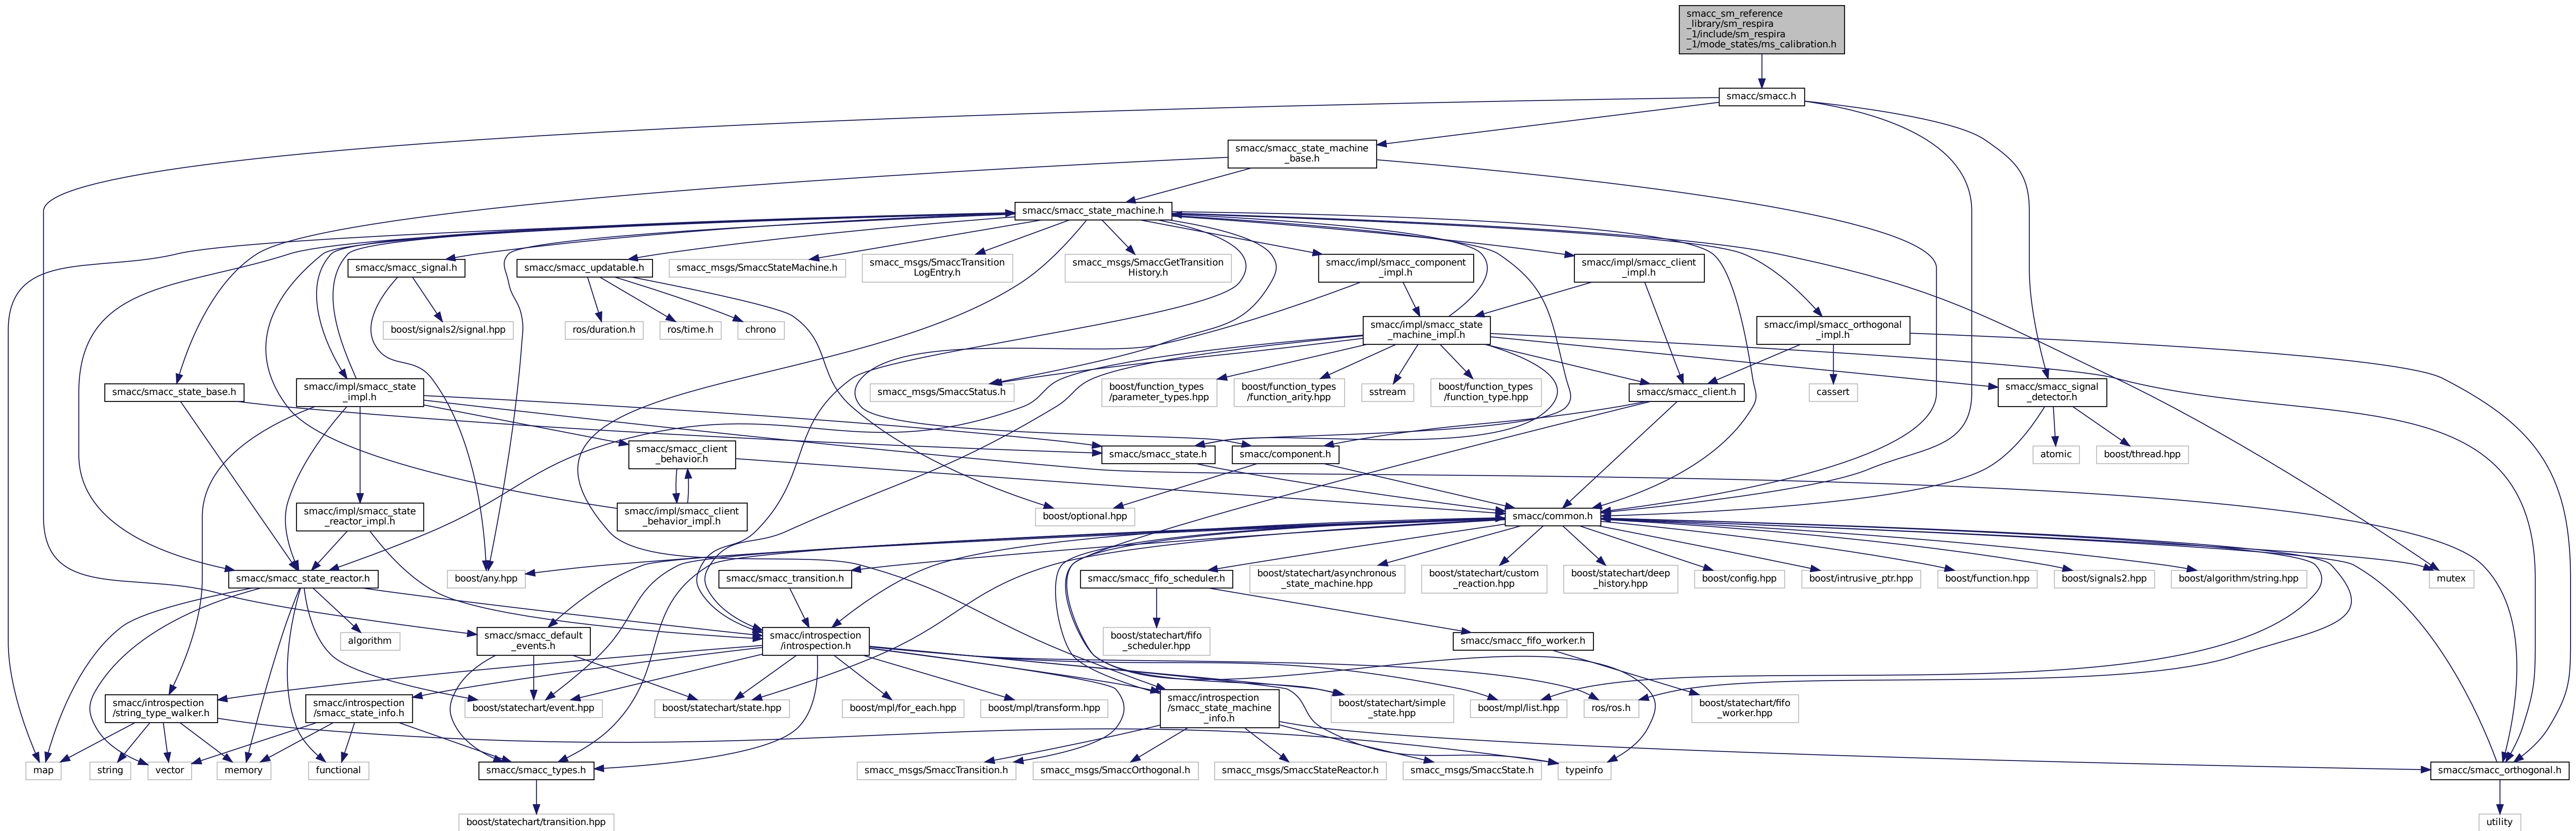 smacc_sm_reference
_library/sm_respira
_1/include/sm_respira
_1/mode_states/ms_calibration.h
smacc/smacc.h
smacc/smacc_state_machine
_base.h
smacc/smacc_state_machine.h
smacc/smacc_signal.h
smacc/smacc_updatable.h
smacc_msgs/SmaccStateMachine.h
smacc_msgs/SmaccTransition
LogEntry.h
smacc_msgs/SmaccGetTransition
History.h
smacc/impl/smacc_component
_impl.h
smacc/impl/smacc_client
_impl.h
boost/signals2/signal.hpp
ros/duration.h
ros/time.h
chrono
smacc/impl/smacc_state
_machine_impl.h
smacc/impl/smacc_orthogonal
_impl.h
smacc/smacc_state_base.h
smacc/impl/smacc_state
_impl.h
smacc_msgs/SmaccStatus.h
boost/function_types
/parameter_types.hpp
boost/function_types
/function_arity.hpp
sstream
boost/function_types
/function_type.hpp
smacc/smacc_client.h
cassert
smacc/smacc_signal
_detector.h
smacc/smacc_client
_behavior.h
smacc/smacc_state.h
smacc/component.h
atomic
boost/thread.hpp
smacc/impl/smacc_state
_reactor_impl.h
smacc/impl/smacc_client
_behavior_impl.h
boost/optional.hpp
smacc/common.h
smacc/smacc_state_reactor.h
boost/any.hpp
smacc/smacc_transition.h
smacc/smacc_fifo_scheduler.h
boost/statechart/asynchronous
_state_machine.hpp
boost/statechart/custom
_reaction.hpp
boost/statechart/deep
_history.hpp
boost/config.hpp
boost/intrusive_ptr.hpp
boost/function.hpp
boost/signals2.hpp
boost/algorithm/string.hpp
mutex
algorithm
smacc/smacc_default
_events.h
smacc/introspection
/introspection.h
boost/statechart/fifo
_scheduler.hpp
smacc/smacc_fifo_worker.h
smacc/introspection
/string_type_walker.h
smacc/introspection
/smacc_state_info.h
boost/statechart/event.hpp
boost/statechart/state.hpp
boost/mpl/for_each.hpp
boost/mpl/transform.hpp
smacc/introspection
/smacc_state_machine
_info.h
boost/statechart/simple
_state.hpp
boost/mpl/list.hpp
ros/ros.h
boost/statechart/fifo
_worker.hpp
map
string
vector
memory
functional
smacc/smacc_types.h
smacc_msgs/SmaccTransition.h
smacc_msgs/SmaccOrthogonal.h
smacc_msgs/SmaccStateReactor.h
smacc_msgs/SmaccState.h
typeinfo
smacc/smacc_orthogonal.h
boost/statechart/transition.hpp
utility